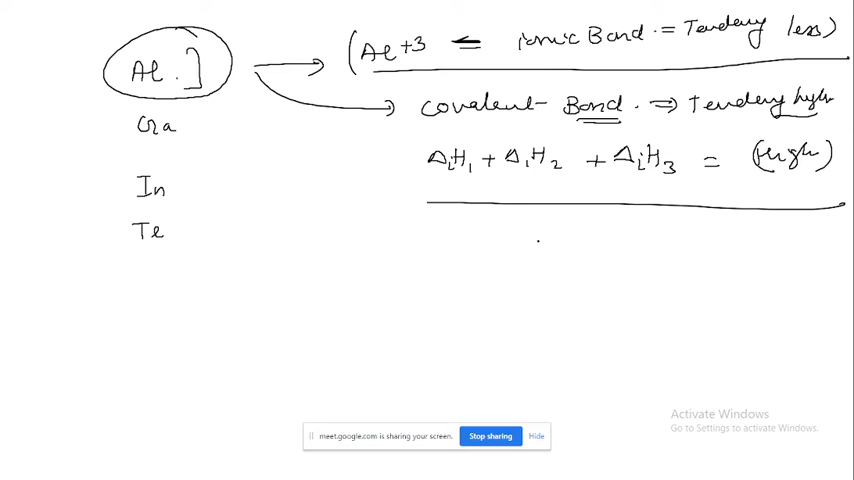 (Al+3 ⇐ ionic Bond = Tendency less)
Al.]
covalent Bond. ⇒ Tendency high
Ga
ΔiH1 + ΔiH2 + ΔiH3 = (High)
In
Te
Activate Windows
Go to Settings to activate Windows.
meet.google.com is sharing your screen. Stop sharing Hide